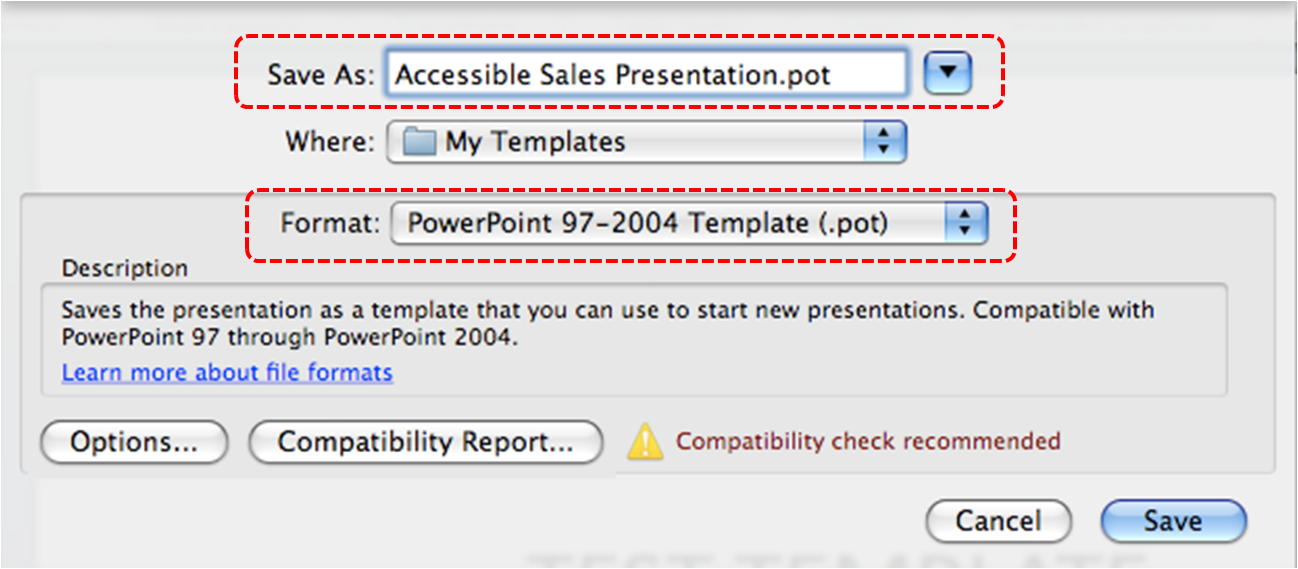 Save As: Accessible Sales Presentation.pot
Where: My Templates
Format: PowerPoint 97-2004 Template (.pot)
Description
Saves the presentation as a template that you can use to start new presentations. Compatible with
PowerPoint 97 through PowerPoint 2004.
Learn more about file formats
Options... Compatibility Report... Compatibility check recommended
Cancel Save
TEST TEMPLATE